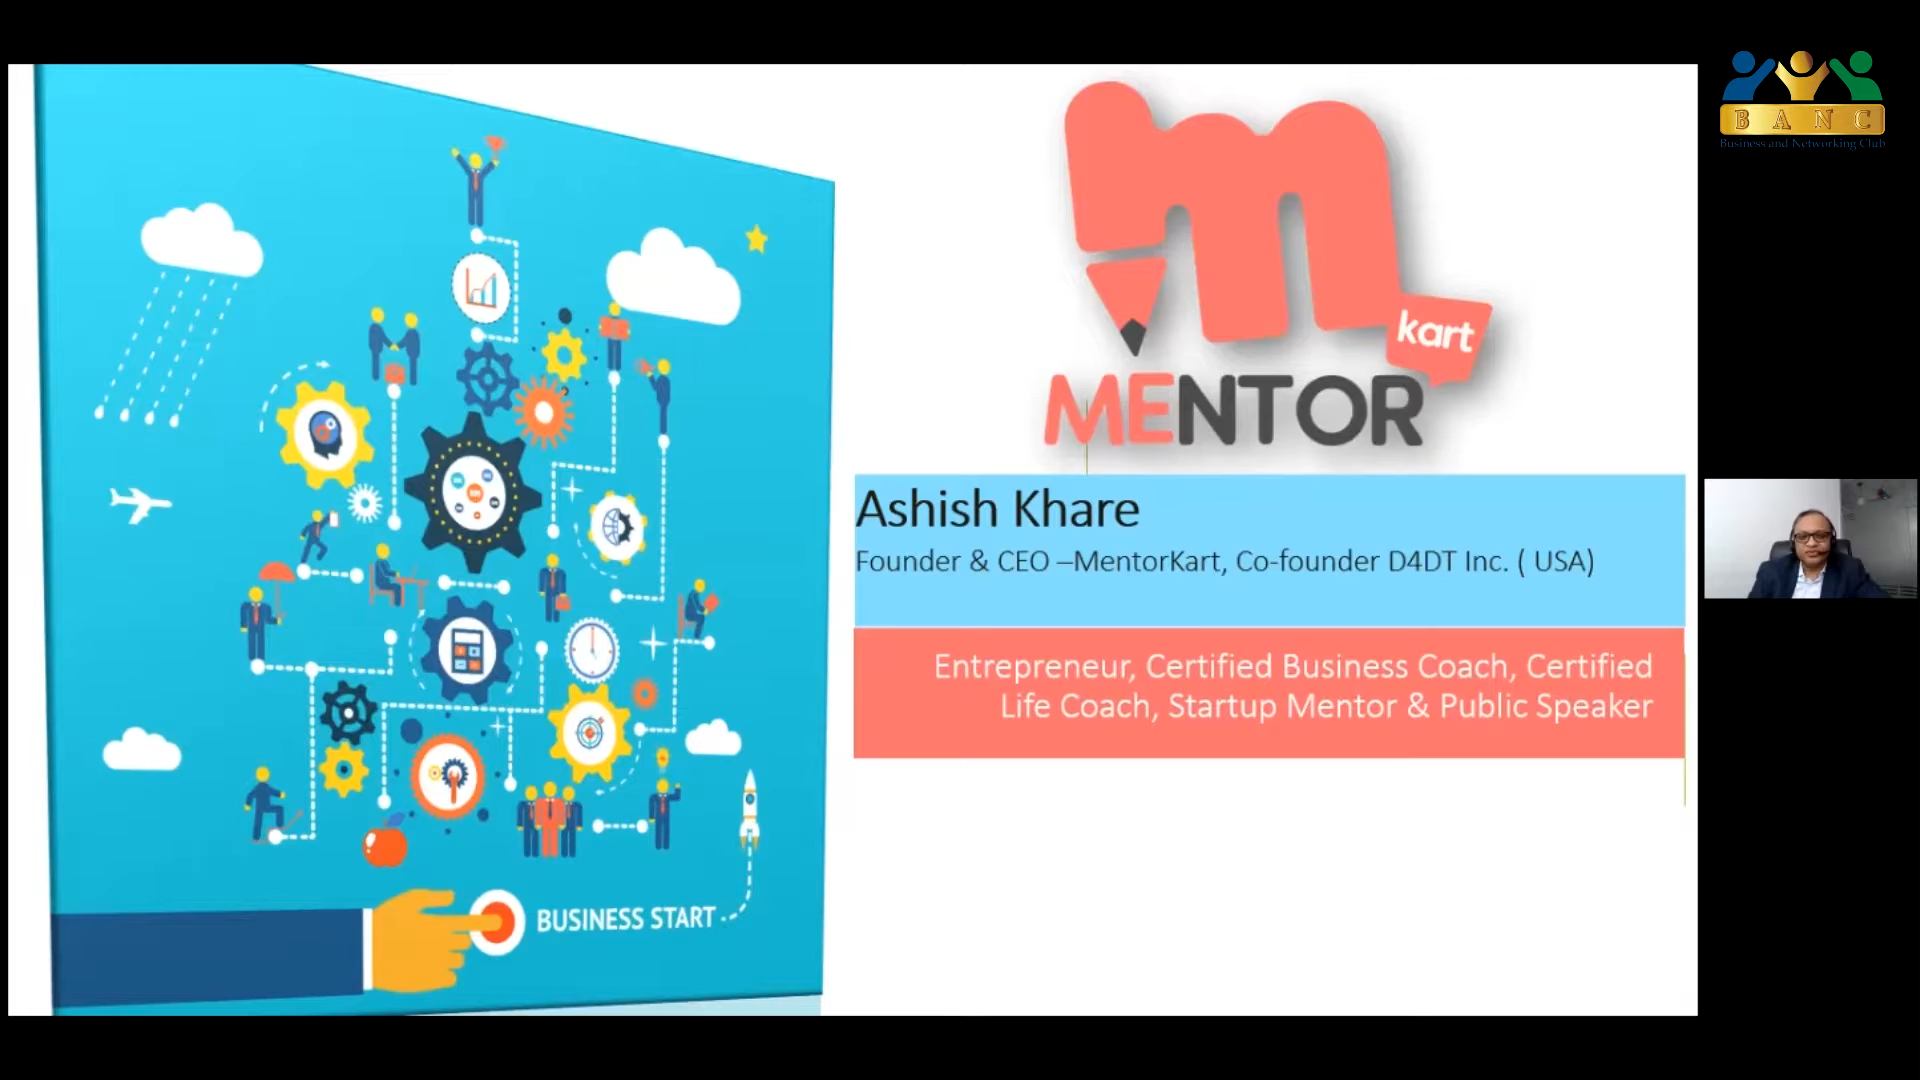 BUSINESS START
kart
MENTOR
Ashish Khare
Founder & CEO –MentorKart, Co-founder D4DT Inc. ( USA)
Entrepreneur, Certified Business Coach, Certified
Life Coach, Startup Mentor & Public Speaker
BANC
Business and Networking Club